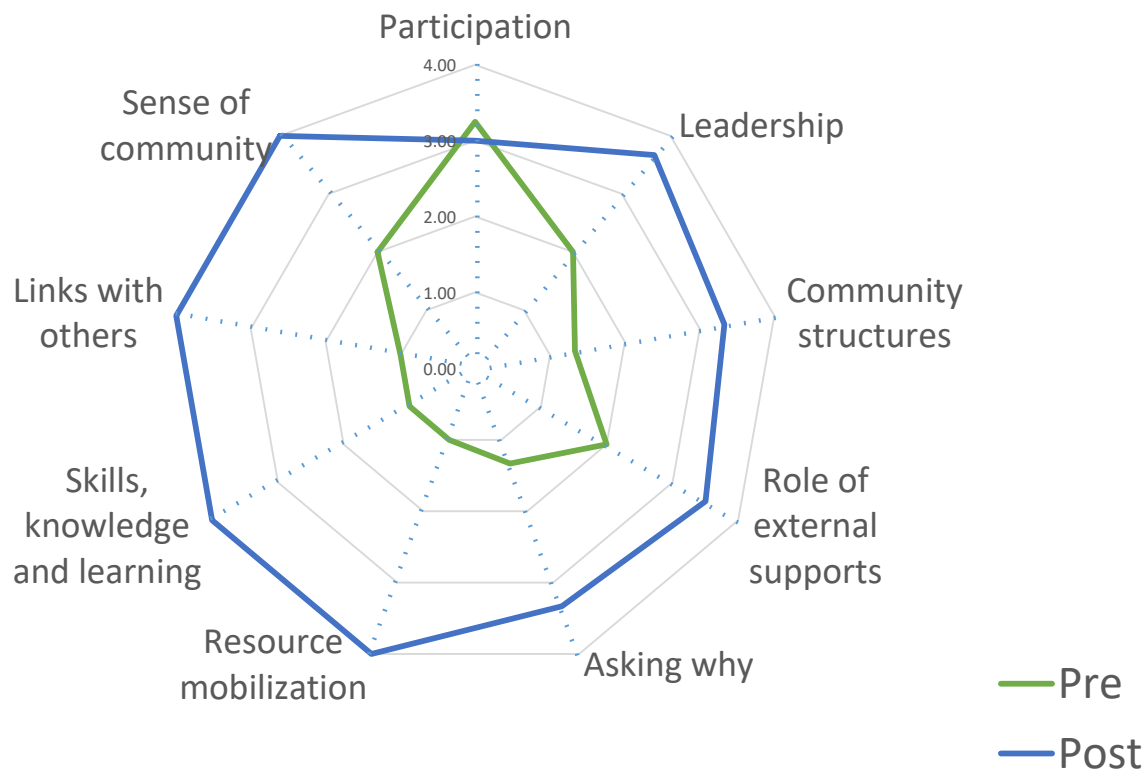 Participation
4.00
Sense of
community
Leadership
3.00
2.00
Links with
others
Community
structures
1.00
0.00
Skills,
knowledge
and learning
Role of
external
supports
Resource
mobilization
Asking why
Pre
Post